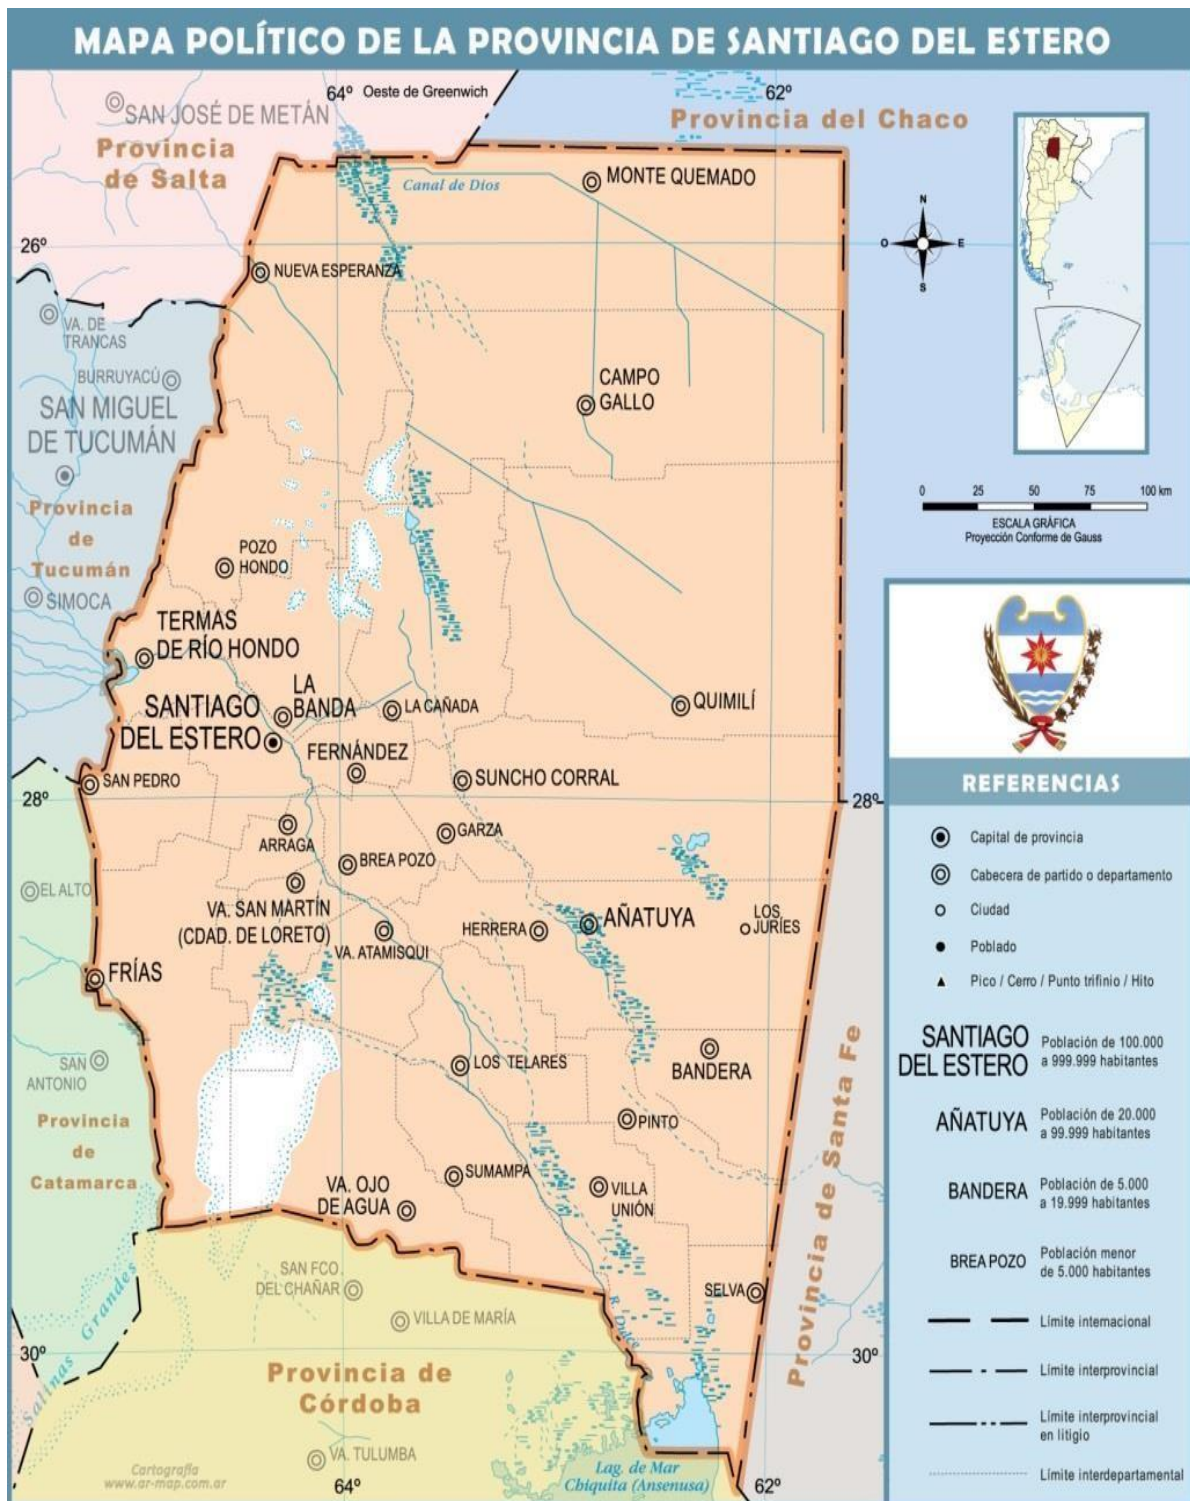 MAPA POLÍTICO DE LA PROVINCIA DE SANTIAGO DEL ESTERO
64º Oeste de Greenwich
62º
SAN JOSÉ DE METÁN
Provincia
de Salta
Provincia del Chaco
Canal de Dios
MONTE QUEMADO
26º
NUEVA ESPERANZA
N
O
E
S
VA. DE
TRANCAS
BURRUYACÚ
SAN MIGUEL
DE TUCUMÁN
CAMPO
GALLO
Provincia
de
Tucumán
SIMOCA
0 25 50 75 100 km
ESCALA GRÁFICA
Proyección Conforme de Gauss
POZO
HONDO
TERMAS
DE RÍO HONDO
LA
BANDA
SANTIAGO
DEL ESTERO
LA CAÑADA
QUIMILÍ
FERNÁNDEZ
SAN PEDRO
SUNCHO CORRAL
28º
28º
ARRAGA
GARZA
BREA POZO
EL ALTO
VA. SAN MARTÍN
(CDAD. DE LORETO)
VA. ATAMISQUI
HERRERA
AÑATUYA
LOS
JURÍES
FRÍAS
SAN
ANTONIO
LOS TELARES
BANDERA
Provincia
de
Catamarca
PINTO
SUMAMPA
VILLA
UNIÓN
VA. OJO
DE AGUA
Provincia de Santa Fe
SAN FCO.
DEL CHAÑAR
VILLA DE MARÍA
SELVA
R. Dulce
Salinas Grandes
30º
30º
Provincia de
Córdoba
VA. TULUMBA
Cartografía
www.ar-map.com.ar
64º
Lag. de Mar
Chiquita (Ansenusa)
62º
REFERENCIAS
Capital de provincia
Cabecera de partido o departamento
Ciudad
Poblado
Pico / Cerro / Punto trifinio / Hito
SANTIAGO
DEL ESTERO
Población de 100.000
a 999.999 habitantes
AÑATUYA
Población de 20.000
a 99.999 habitantes
BANDERA
Población de 5.000
a 19.999 habitantes
BREA POZO
Población menor
de 5.000 habitantes
Límite internacional
Límite interprovincial
Límite interprovincial
en litigio
Límite interdepartamental